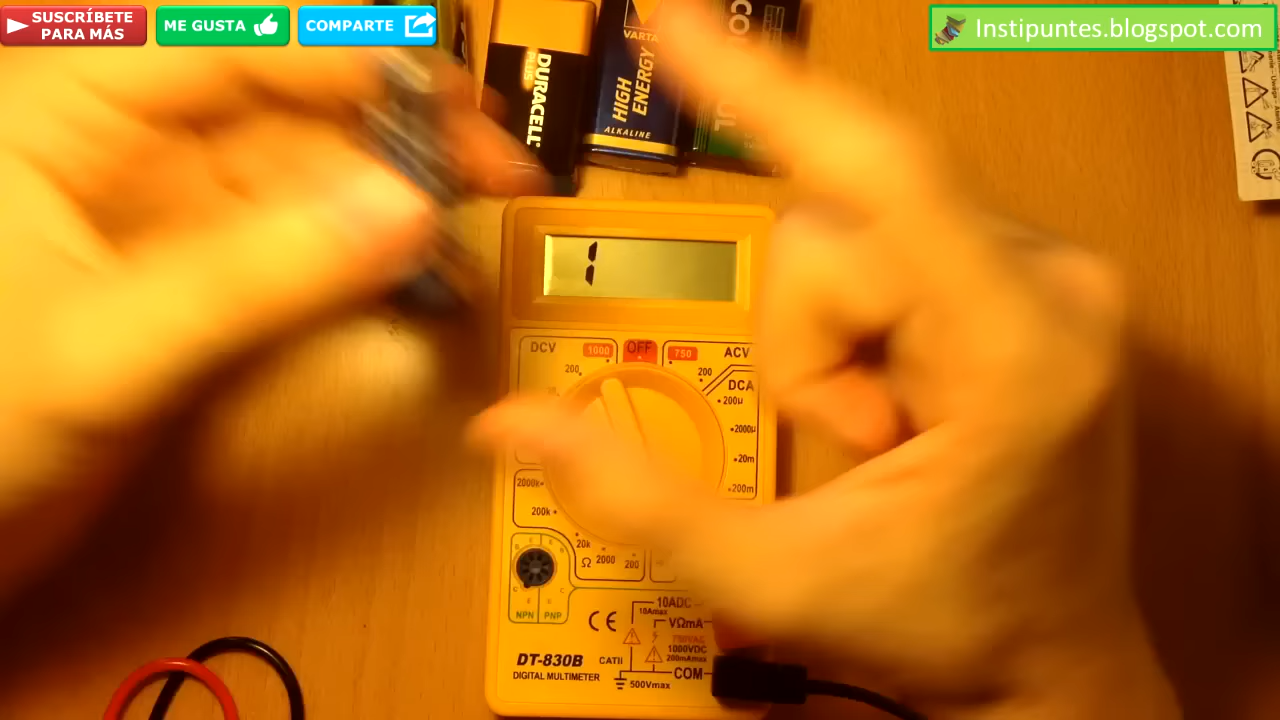 SUSCRÍBETE
PARA MÁS
ME GUSTA
COMPARTE
Instipuntes.blogspot.com
DURACELL
PLUS
VARTA
HIGH
ENERGY
ALKALINE
DCV
1000
OFF
750
ACV
200
200
DCA
200µ
2000µ
20m
200m
2000k
200k
20k
Ω
2000
200
NPN
PNP
10ADC
10Amax
VΩmA
750VAC
1000VDC
200mAmax
COM
CE
CATII
500Vmax
DT-830B
DIGITAL MULTIMETER